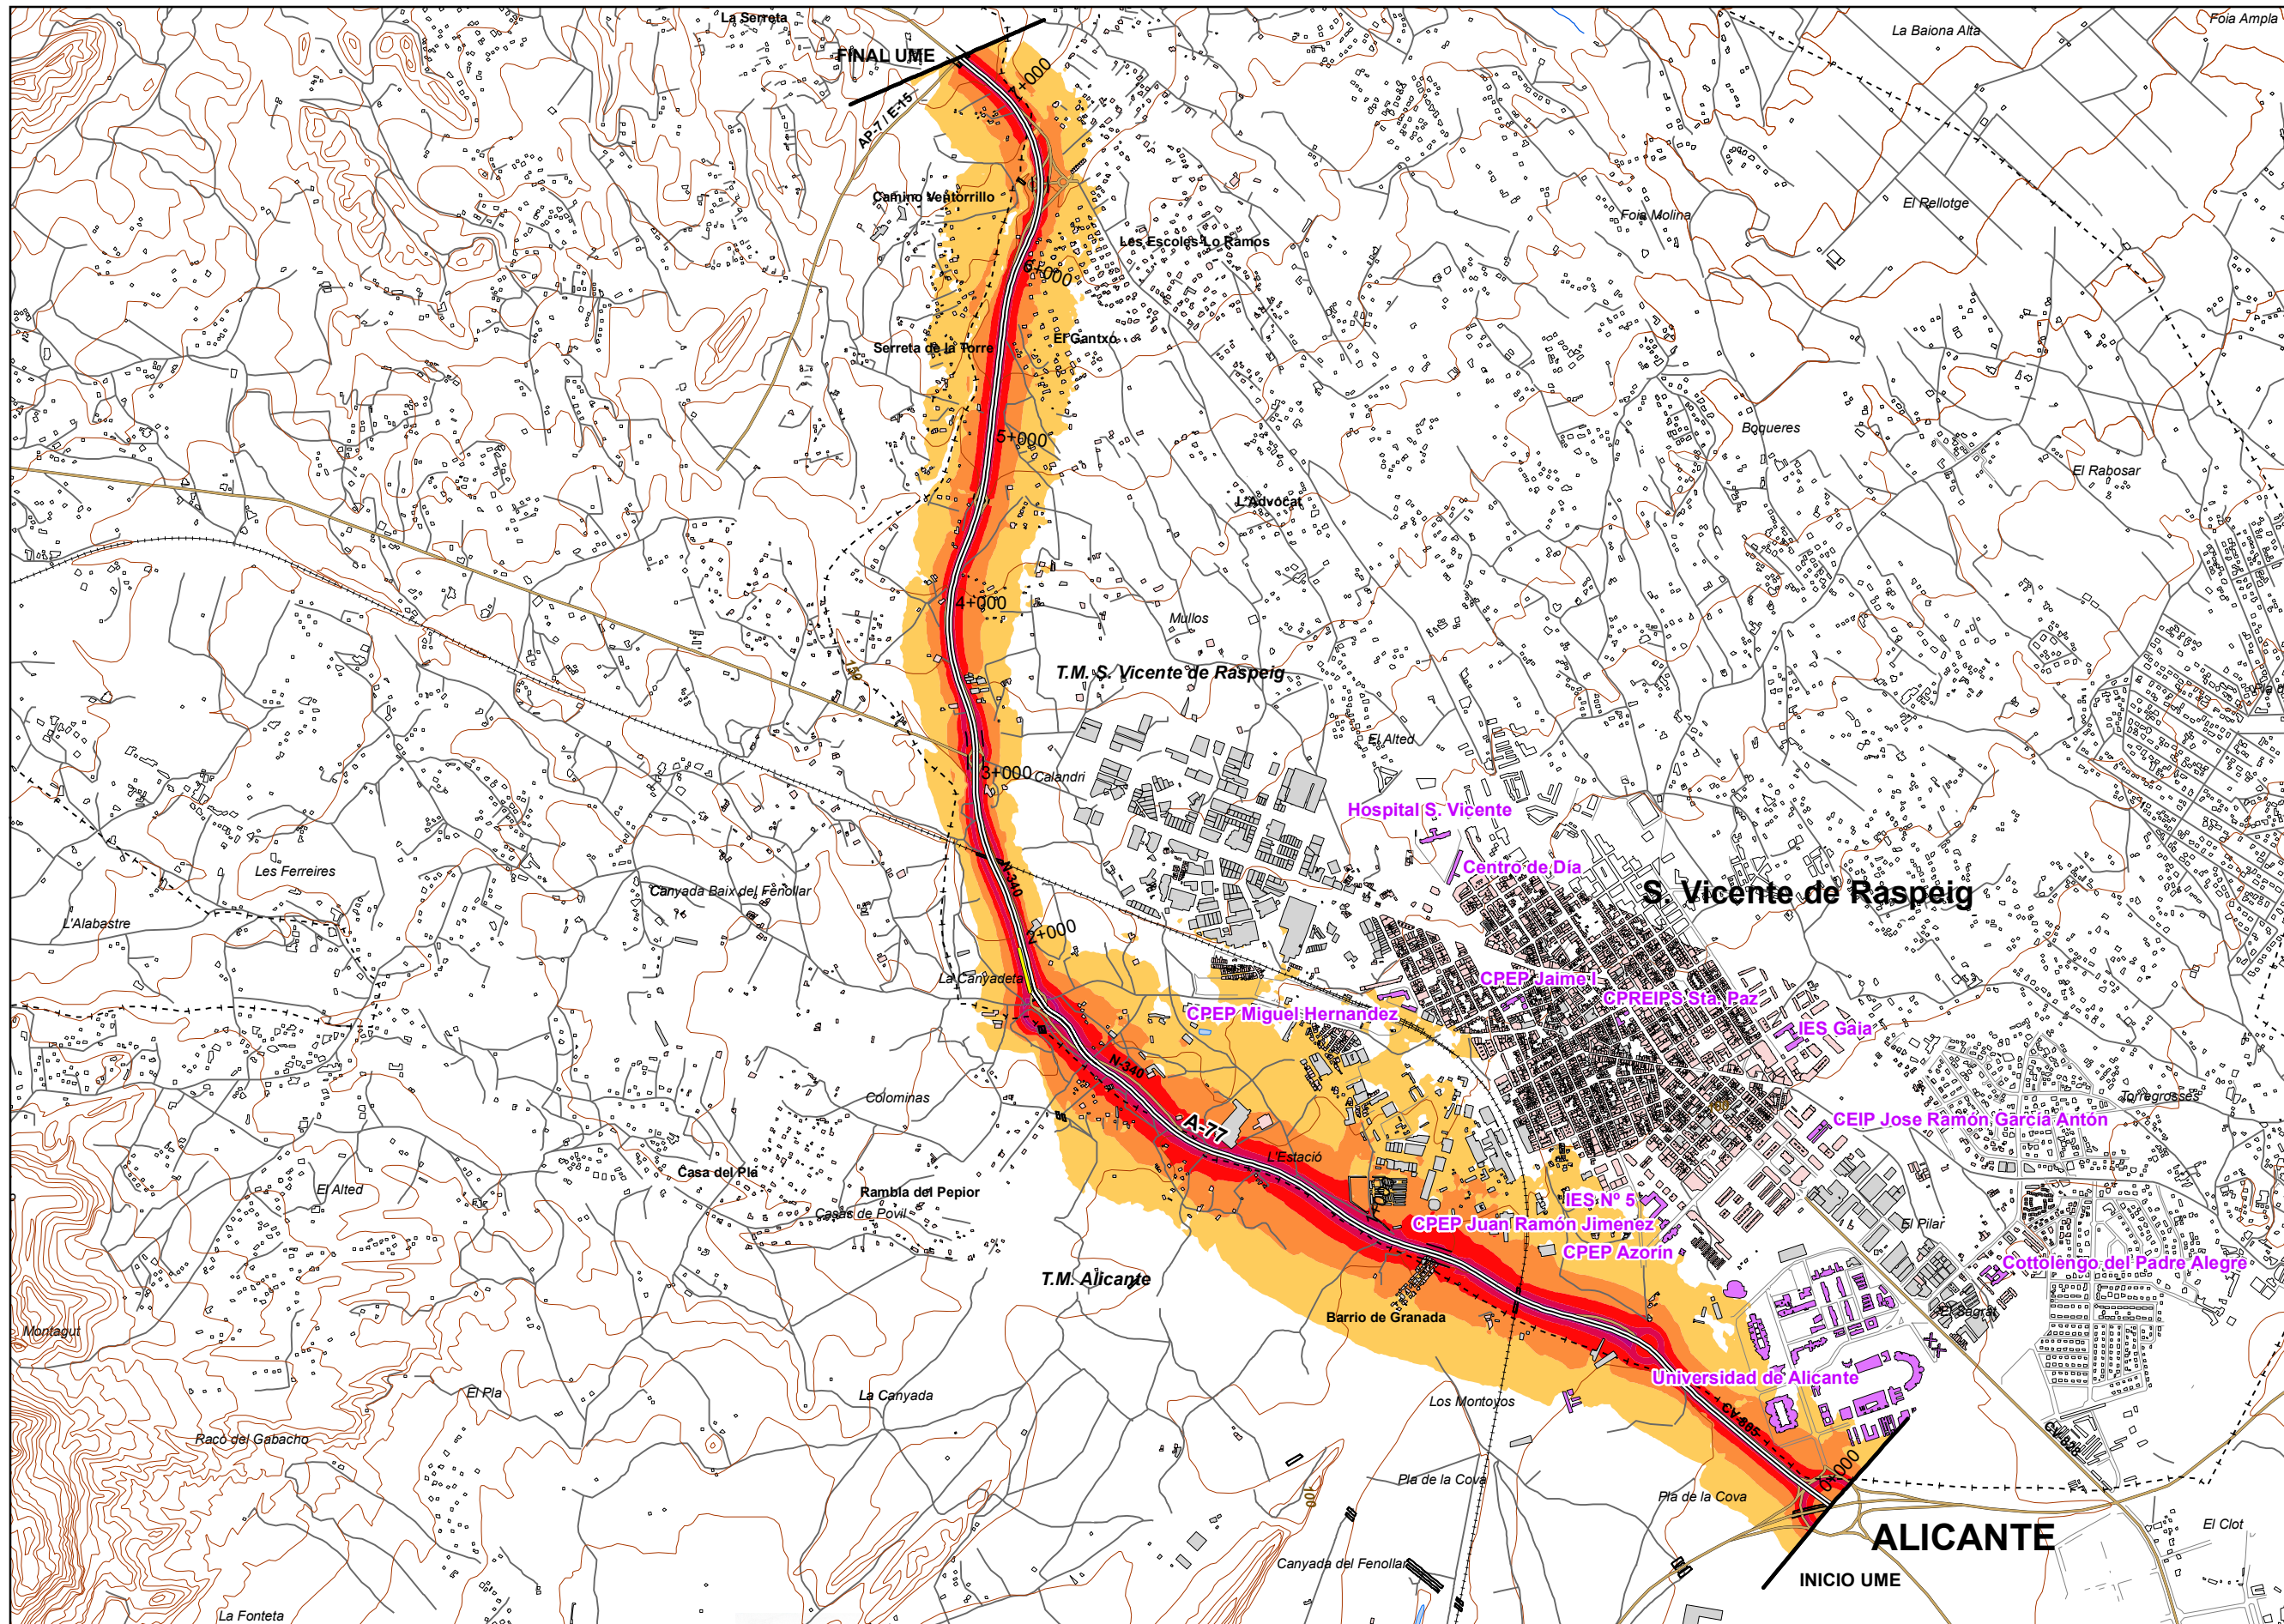 La Serreta
Foia Ampla
La Baiona Alta
FINAL UME
7+000
AP-7 / E-15
Camino Ventorrillo
El Rellotge
Foia Molina
Les Escoles-Lo Ramos
6+000
Serreta de la Torre
El Gantxo
5+000
Boqueres
El Rabosar
L'Advocat
4+000
Mullos
150
T.M. S. Vicente de Raspeig
El Alted
3+000
Calandri
Hospital S. Vicente
Centro de Día
Les Ferreires
N-340
Canyada Baix del Fenollar
S. Vicente de Raspeig
L'Alabastre
2+000
La Canyadeta
CPEP Jaime I
CPREIPS Sta. Paz
CPEP Miguel Hernandez
IES Gaia
N-340
Colominas
Torregrosses
CEIP Jose Ramón García Antón
A-77
L'Estació
Casa del Pla
El Alted
Rambla del Pepior
Casas de Povil
IES Nº 5
CPEP Juan Ramón Jimenez
El Pilar
CPEP Azorín
Cottolengo del Padre Alegre
T.M. Alicante
El Sagrat
Barrio de Granada
Montagut
Universidad de Alicante
El Pla
La Canyada
Los Montoyos
CV-805
Racó del Gabacho
CV-828
0+000
Pla de la Cova
100
Pla de la Cova
El Clot
ALICANTE
Canyada del Fenollar
INICIO UME
La Fonteta